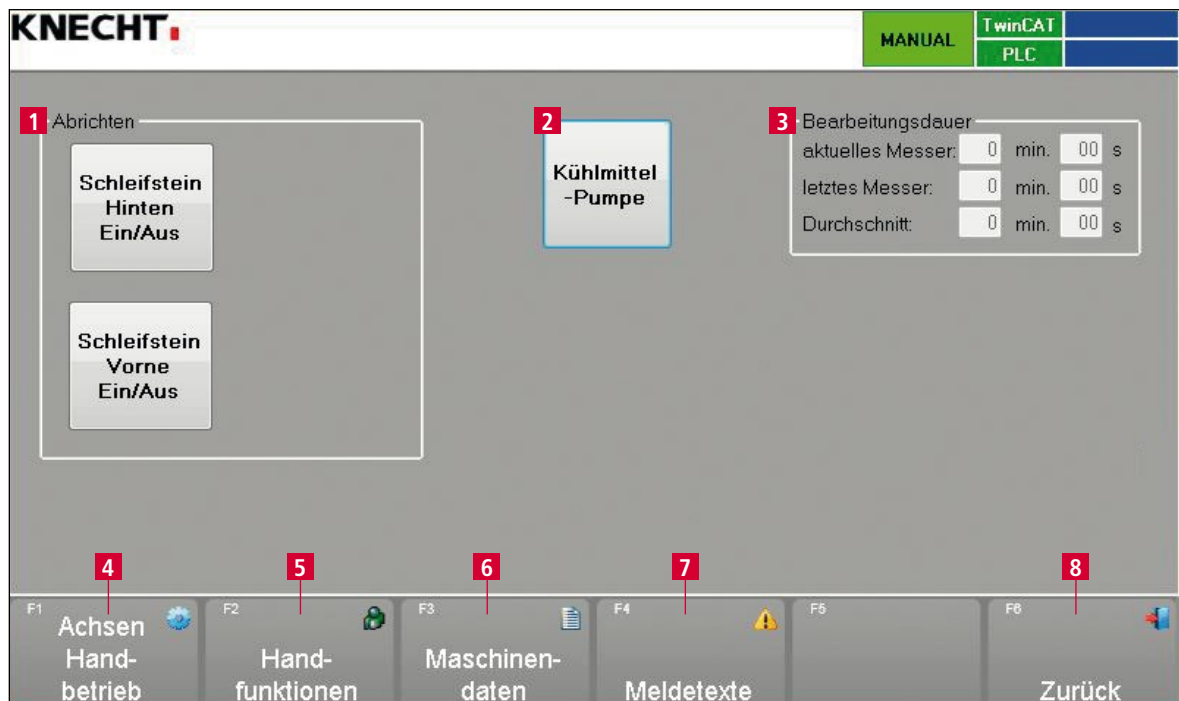 KNECHT
MANUAL
TwinCAT
PLC
1 Abrichten
Schleifstein
Hinten
Ein/Aus
Schleifstein
Vorne
Ein/Aus
2
Kühlmittel
-Pumpe
3 Bearbeitungsdauer
aktuelles Messer: 0 min. 00 s
letztes Messer: 0 min. 00 s
Durchschnitt: 0 min. 00 s
4
5
6
7
8
F1
Achsen
Hand-
betrieb
F2
Hand-
funktionen
F3
Maschinen-
daten
F4
Meldetexte
F5
F6
Zurück